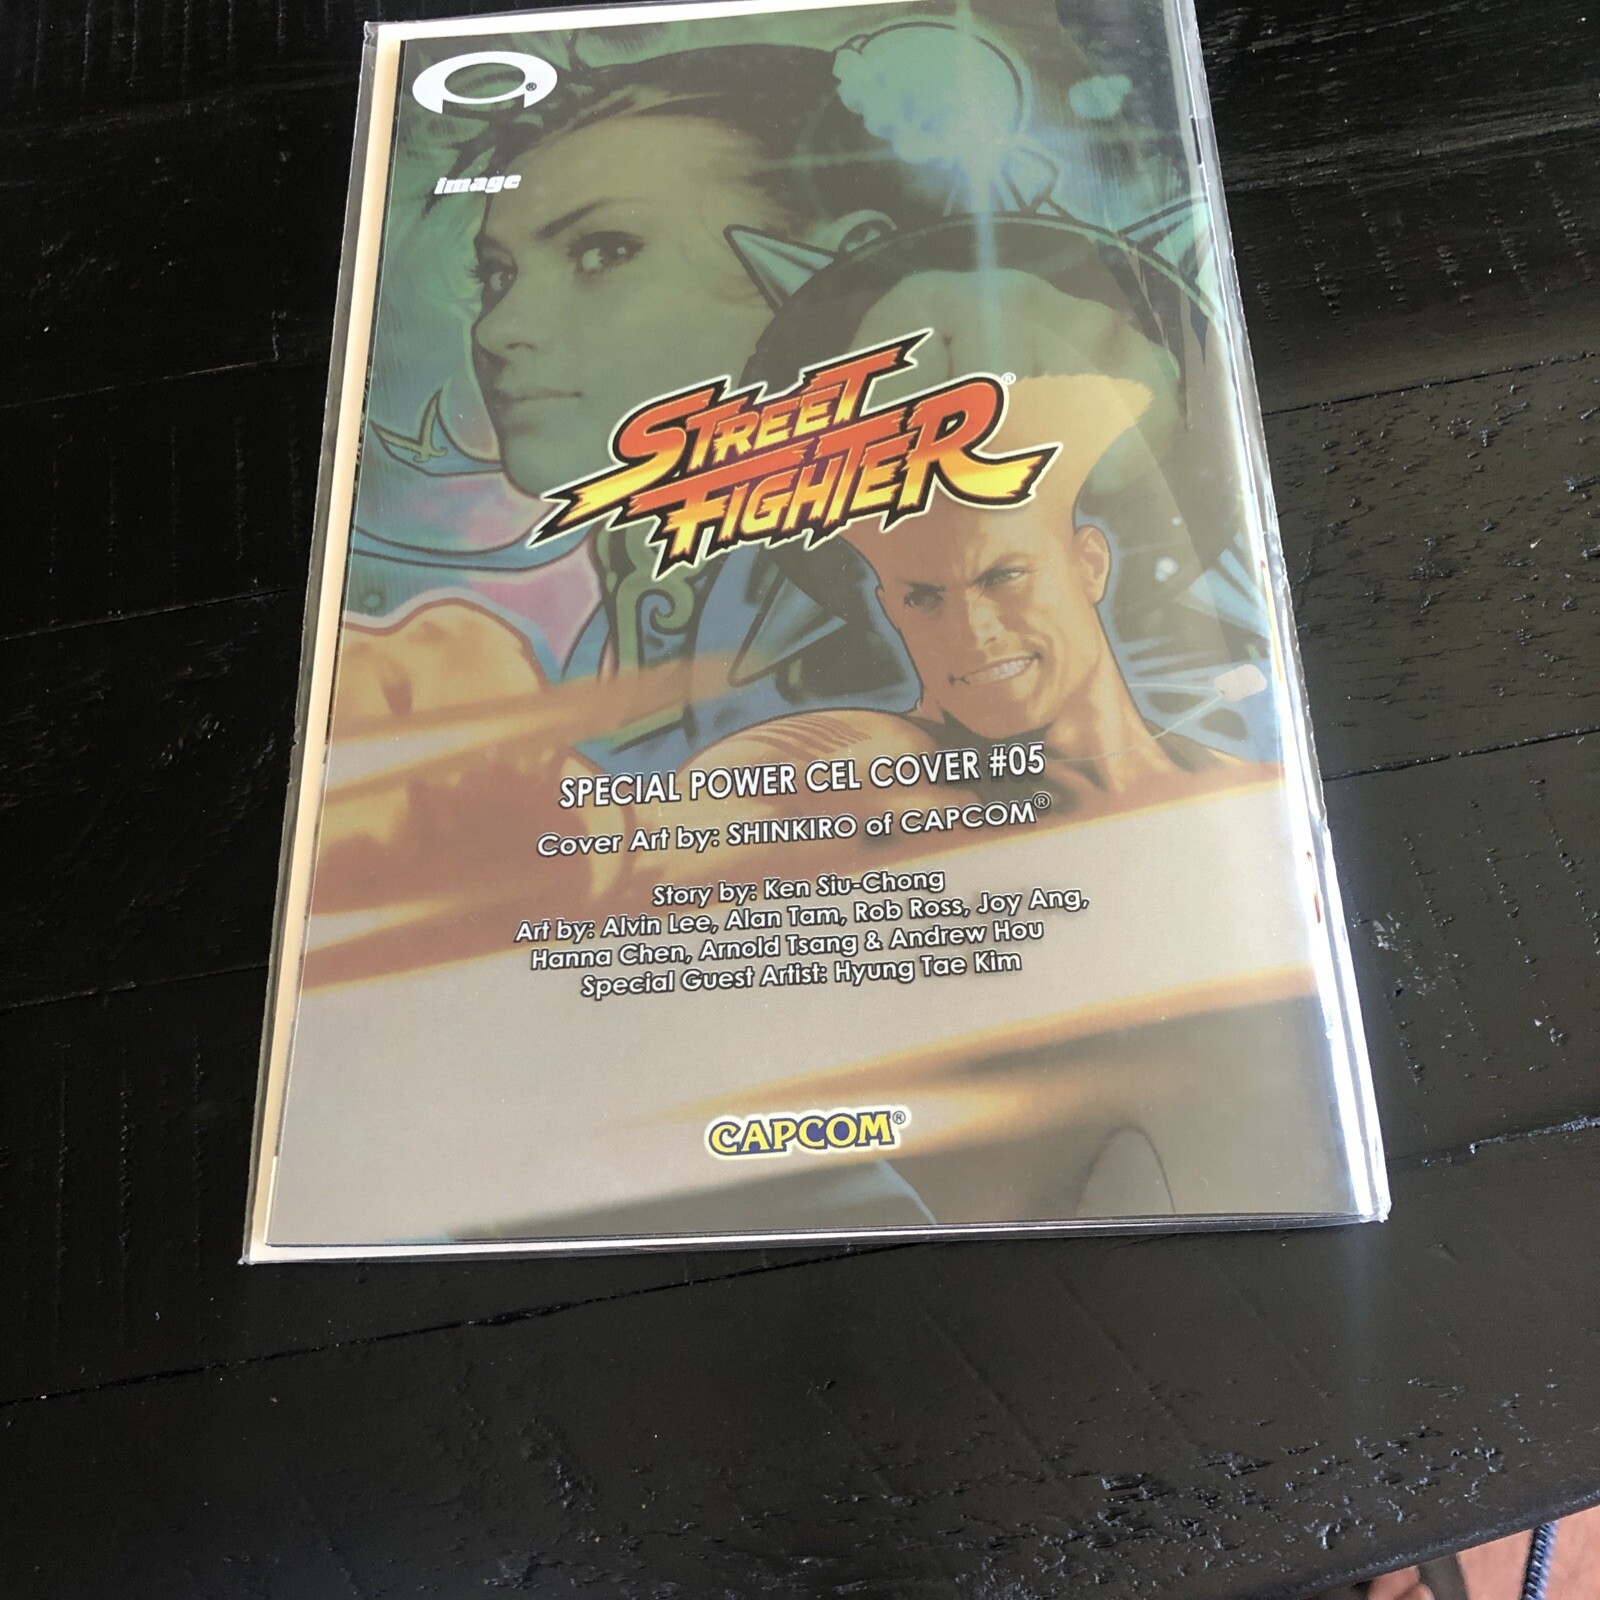 image
STREET
FIGHTER®
SPECIAL POWER CEL COVER #05
Cover Art by: SHINKIRO of CAPCOM®
Story by: Ken Siu-Chong
Art by: Alvin Lee, Alan Tam, Rob Ross, Joy Ang,
Hanna Chen, Arnold Tsang & Andrew Hou
Special Guest Artist: Hyung Tae Kim
CAPCOM®